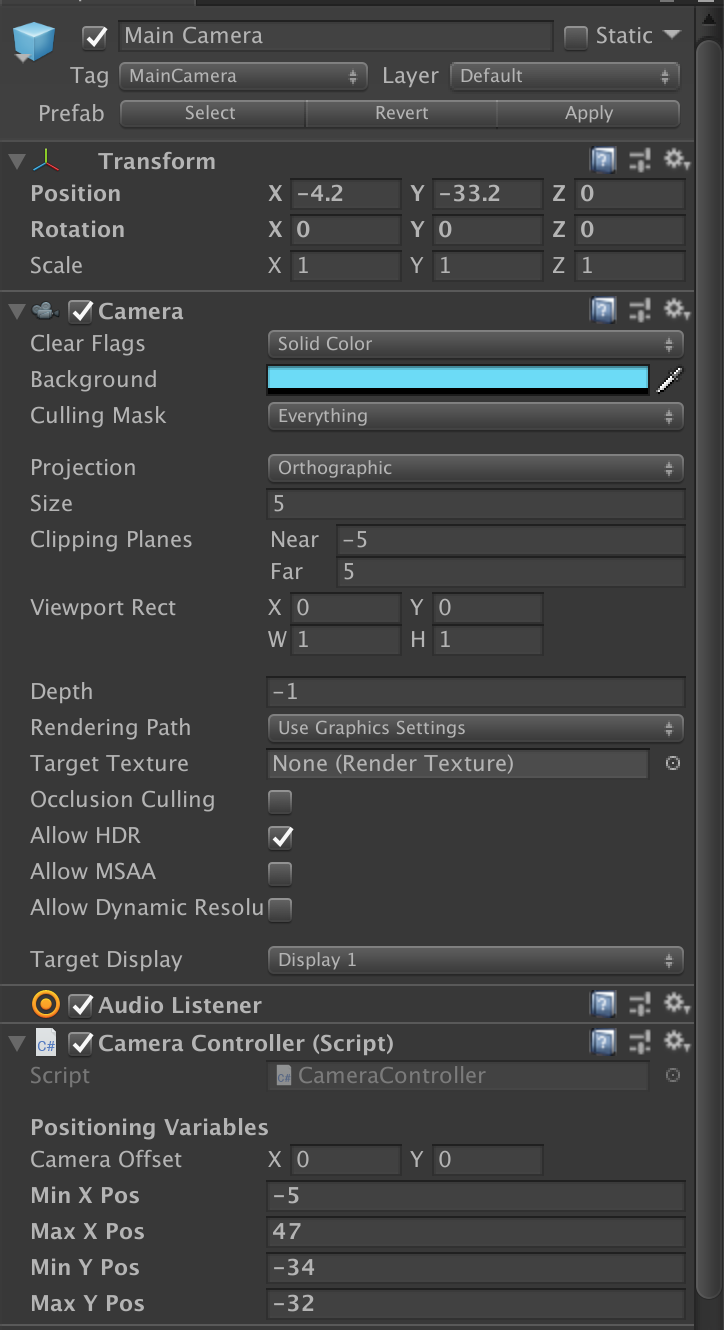 Main Camera Static
Tag MainCamera Layer Default
Prefab Select Revert Apply
Transform
Position X -4.2 Y -33.2 Z 0
Rotation X 0 Y 0 Z 0
Scale X 1 Y 1 Z 1
Camera
Clear Flags Solid Color
Background
Culling Mask Everything
Projection Orthographic
Size 5
Clipping Planes Near -5
Far 5
Viewport Rect X 0 Y 0
W 1 H 1
Depth -1
Rendering Path Use Graphics Settings
Target Texture None (Render Texture)
Occlusion Culling
Allow HDR
Allow MSAA
Allow Dynamic Resolu
Target Display Display 1
Audio Listener
C# Camera Controller (Script)
Script C# CameraController
Positioning Variables
Camera Offset X 0 Y 0
Min X Pos -5
Max X Pos 47
Min Y Pos -34
Max Y Pos -32